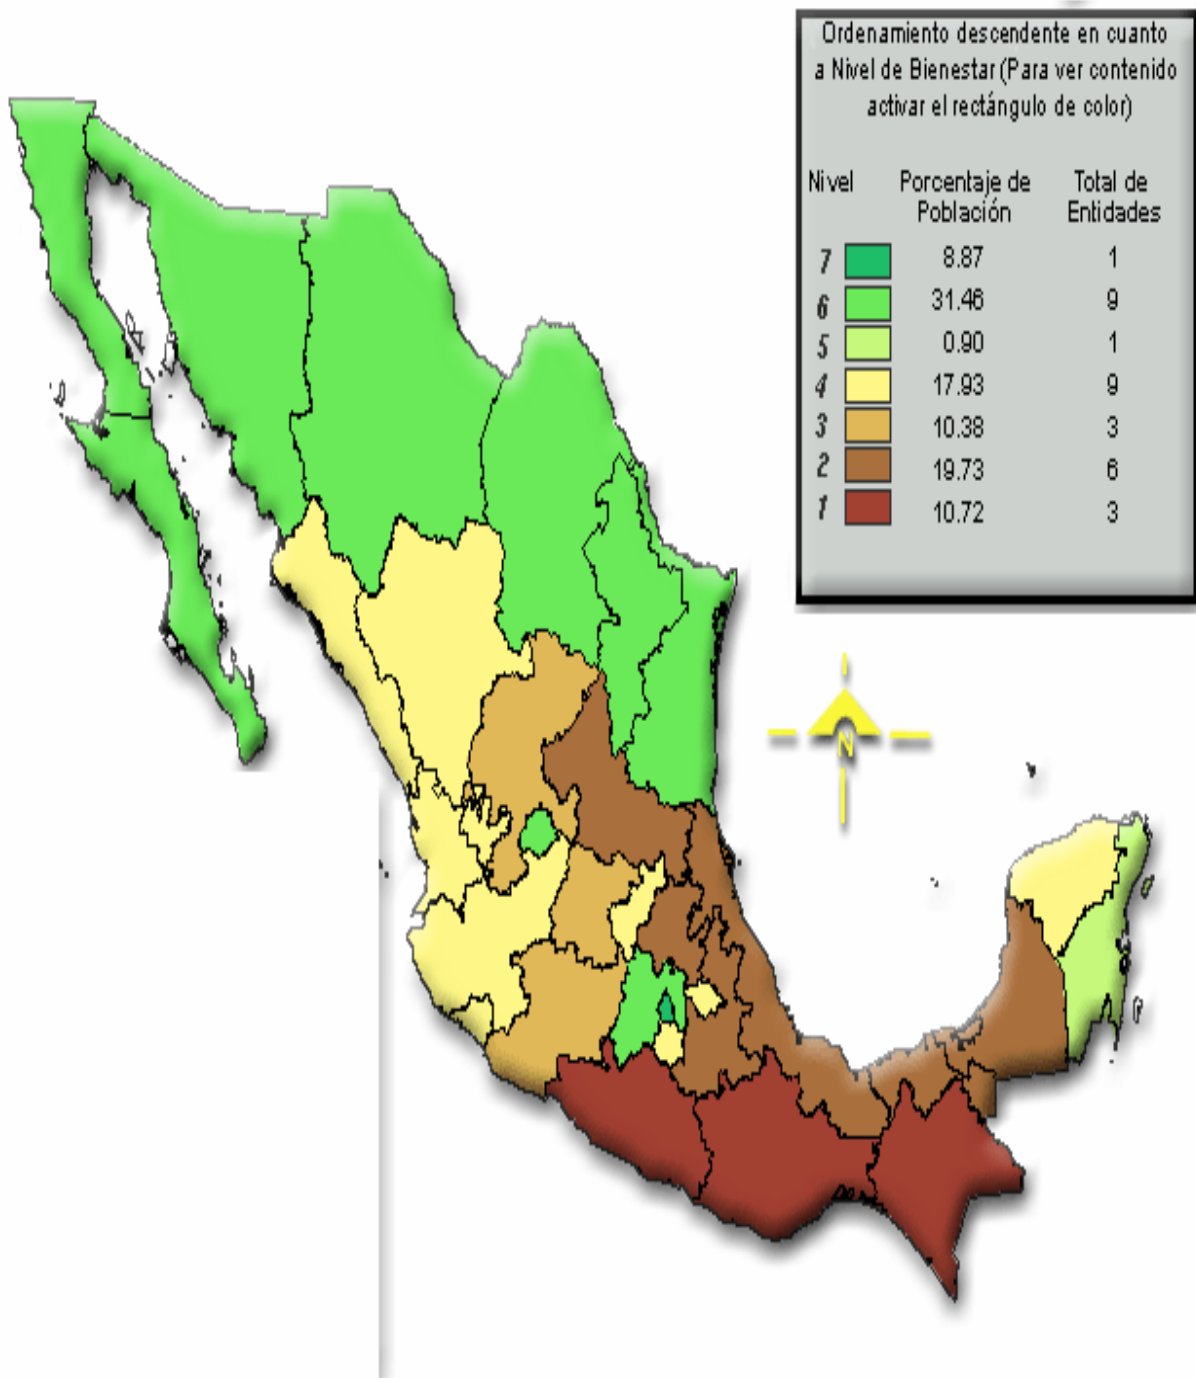 Ordenamiento descendente en cuanto
a Nivel de Bienestar (Para ver contenido
activar el rectángulo de color)
Nivel Porcentaje de Total de
Población Entidades
7 8.87 1
6 31.46 9
5 0.90 1
4 17.93 9
3 10.38 3
2 19.73 6
1 10.72 3
N